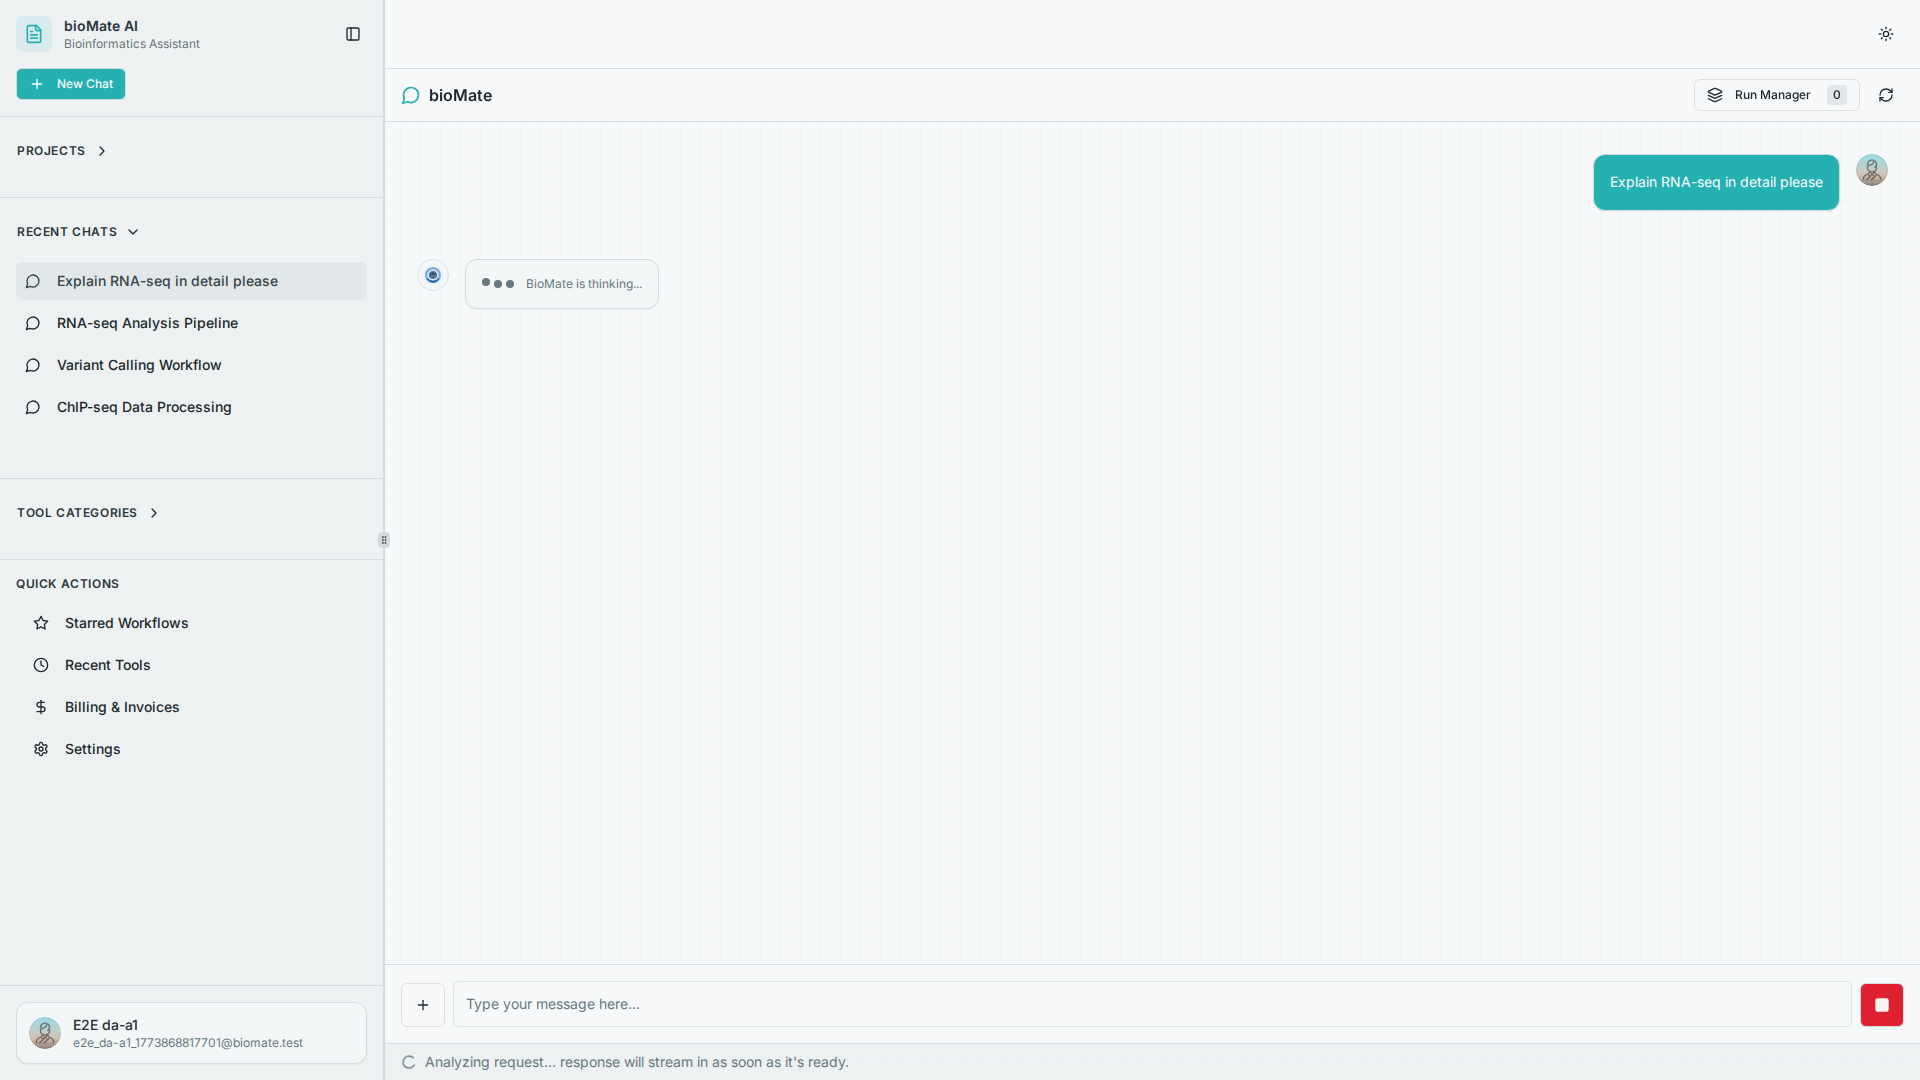 bioMate AI
Bioinformatics Assistant
New Chat
PROJECTS
RECENT CHATS
Explain RNA-seq in detail please
RNA-seq Analysis Pipeline
Variant Calling Workflow
ChIP-seq Data Processing
TOOL CATEGORIES
QUICK ACTIONS
Starred Workflows
Recent Tools
Billing & Invoices
Settings
E2E da-a1
e2e_da-a1_1773868817701@biomate.test
bioMate
Run Manager 0
Explain RNA-seq in detail please
BioMate is thinking...
Type your message here...
Analyzing request... response will stream in as soon as it's ready.